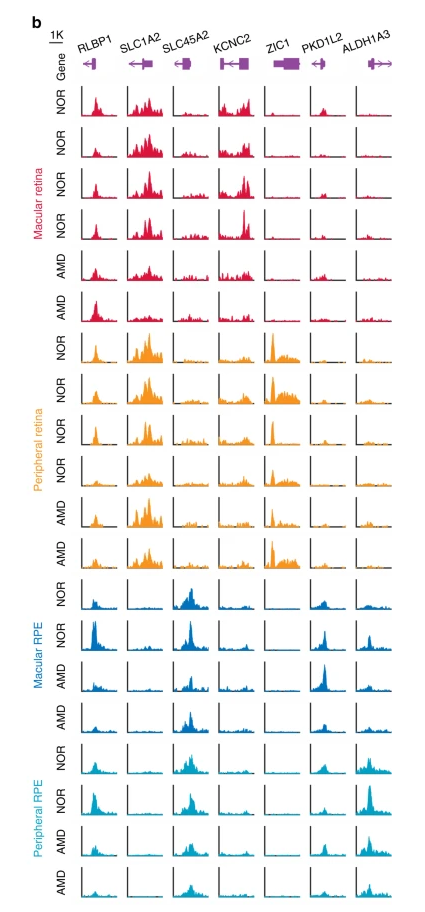 b
1K
RLBP1 SLC1A2 SLC45A2 KCNC2 ZIC1 PKD1L2 ALDH1A3
Gene
Macular retina
NOR
NOR
NOR
NOR
AMD
AMD
Peripheral retina
NOR
NOR
NOR
NOR
AMD
AMD
Macular RPE
NOR
NOR
AMD
AMD
Peripheral RPE
NOR
NOR
AMD
AMD